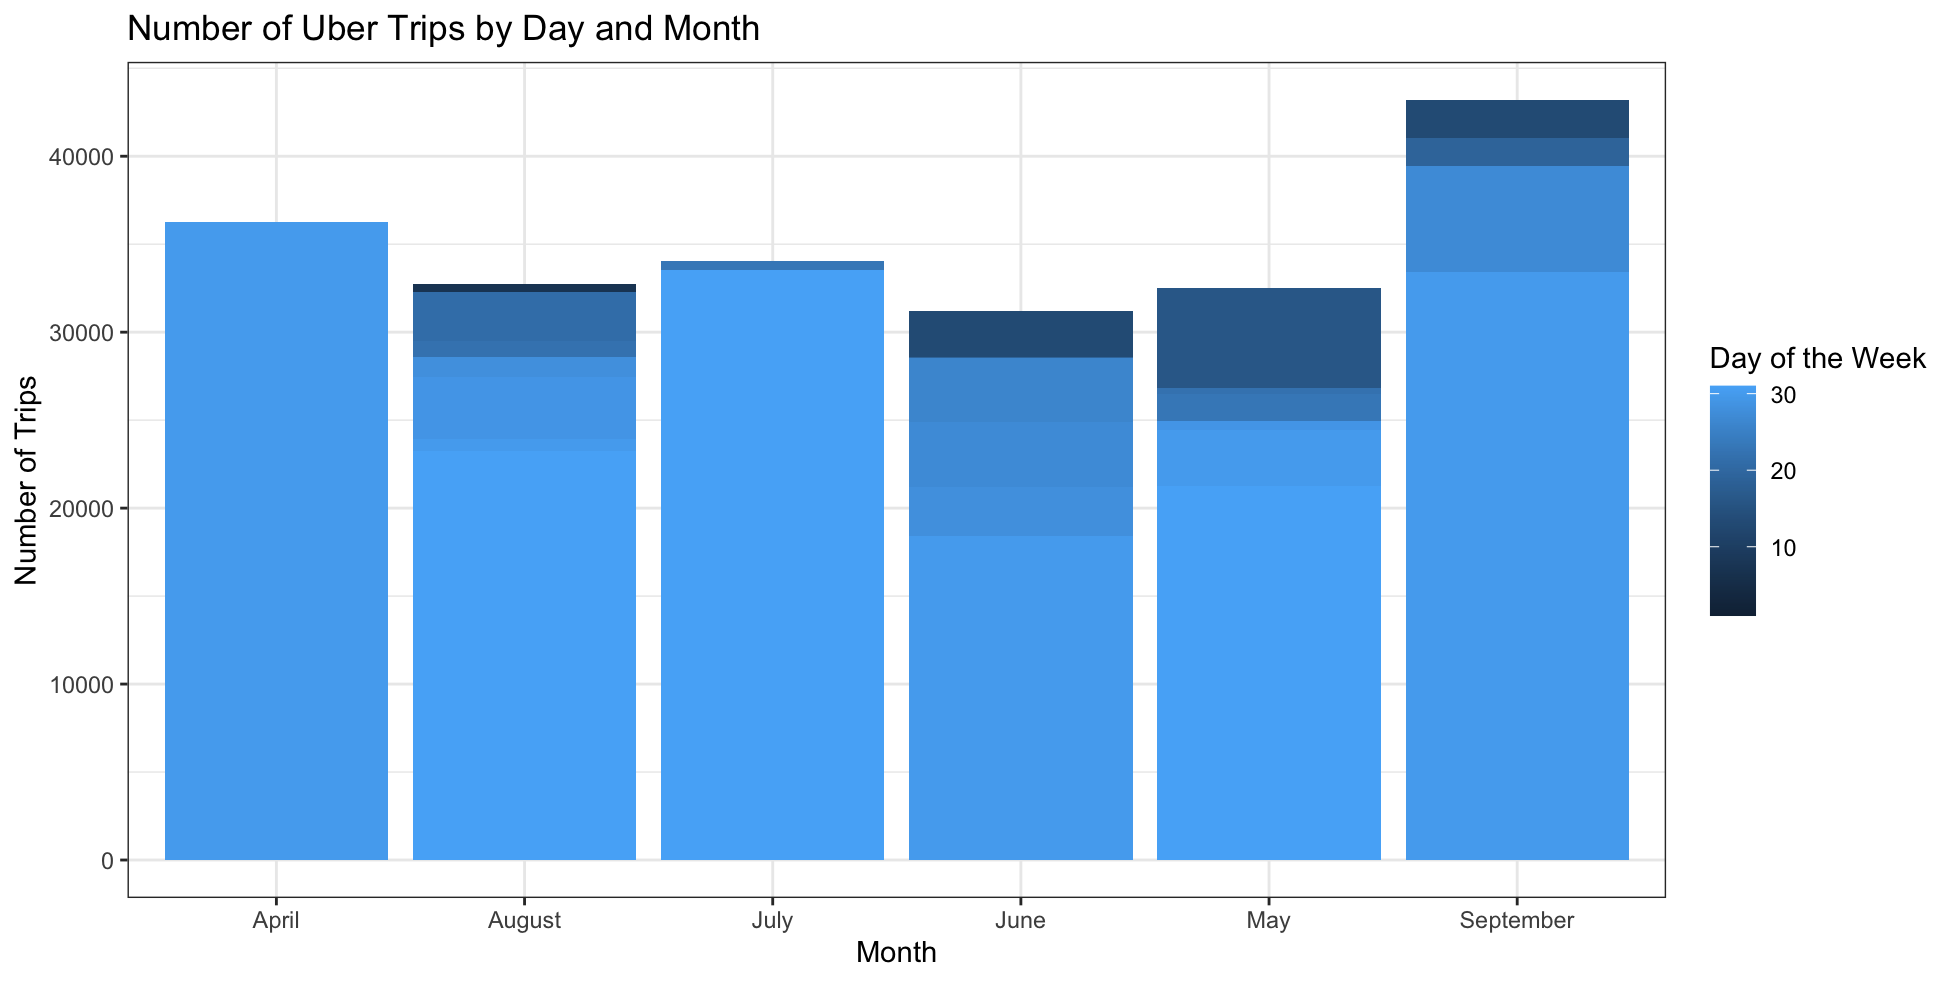 Number of Uber Trips by Day and Month
Number of Trips
40000
30000
20000
10000
0
April August July June May September
Month
Day of the Week
30
20
10